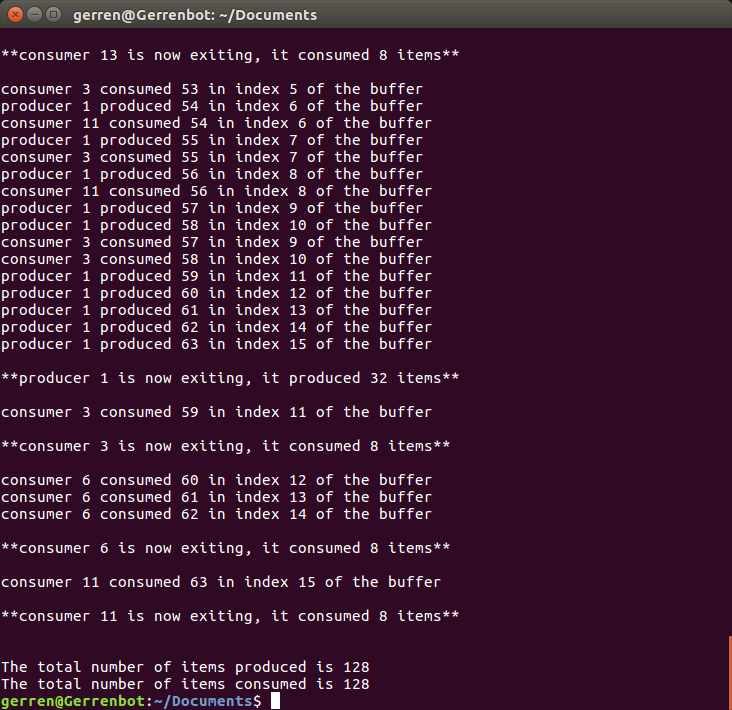 gerren@Gerrenbot: ~/Documents
**consumer 13 is now exiting, it consumed 8 items**
consumer 3 consumed 53 in index 5 of the buffer
producer 1 produced 54 in index 6 of the buffer
consumer 11 consumed 54 in index 6 of the buffer
producer 1 produced 55 in index 7 of the buffer
consumer 3 consumed 55 in index 7 of the buffer
producer 1 produced 56 in index 8 of the buffer
consumer 11 consumed 56 in index 8 of the buffer
producer 1 produced 57 in index 9 of the buffer
producer 1 produced 58 in index 10 of the buffer
consumer 3 consumed 57 in index 9 of the buffer
consumer 3 consumed 58 in index 10 of the buffer
producer 1 produced 59 in index 11 of the buffer
producer 1 produced 60 in index 12 of the buffer
producer 1 produced 61 in index 13 of the buffer
producer 1 produced 62 in index 14 of the buffer
producer 1 produced 63 in index 15 of the buffer
**producer 1 is now exiting, it produced 32 items**
consumer 3 consumed 59 in index 11 of the buffer
**consumer 3 is now exiting, it consumed 8 items**
consumer 6 consumed 60 in index 12 of the buffer
consumer 6 consumed 61 in index 13 of the buffer
consumer 6 consumed 62 in index 14 of the buffer
**consumer 6 is now exiting, it consumed 8 items**
consumer 11 consumed 63 in index 15 of the buffer
**consumer 11 is now exiting, it consumed 8 items**
The total number of items produced is 128
The total number of items consumed is 128
gerren@Gerrenbot:~/Documents$